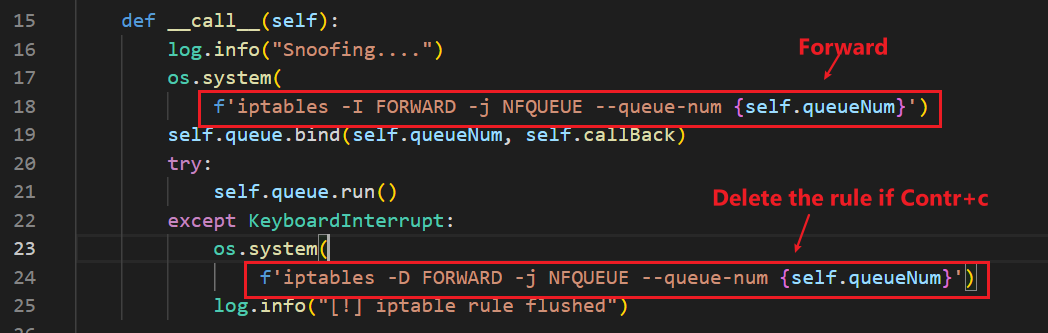 15 def __call__(self):
16 log.info("Snoofing....")
Forward
17 os.system(
18 f'iptables -I FORWARD -j NFQUEUE --queue-num {self.queueNum}')
19 self.queue.bind(self.queueNum, self.callBack)
20 try:
21 self.queue.run()
Delete the rule if Contr+c
22 except KeyboardInterrupt:
23 os.system(
24 f'iptables -D FORWARD -j NFQUEUE --queue-num {self.queueNum}')
25 log.info("[!] iptable rule flushed")
26